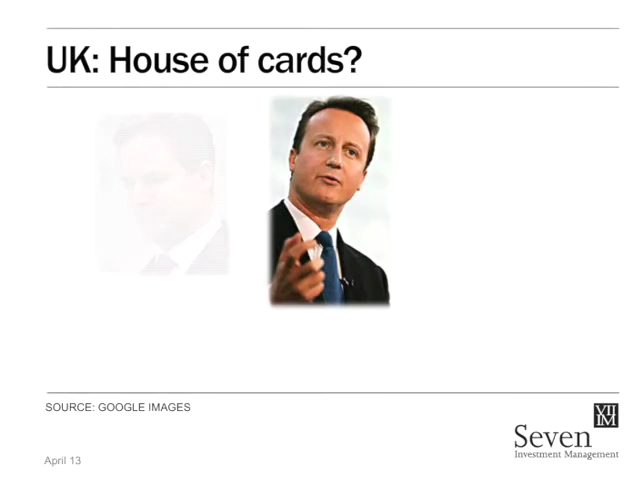 UK: House of cards?
SOURCE: GOOGLE IMAGES
VII
IM
Seven
Investment Management
April 13